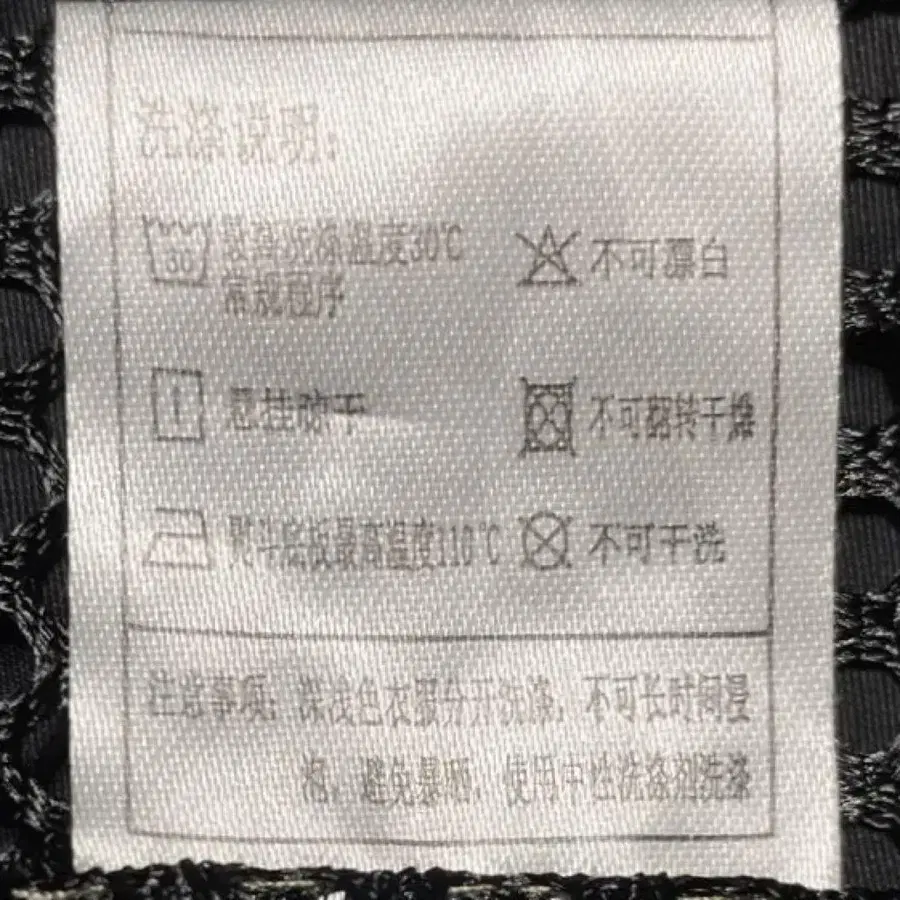 洗涤说明:
30 最高洗涤温度30℃ 不可漂白
常规程序
悬挂晾干 不可翻转干燥
熨斗底板最高温度110℃ 不可干洗
注意事项: 深浅色衣服分开洗涤, 不可长时间浸
泡, 避免暴晒, 使用中性洗涤剂洗涤